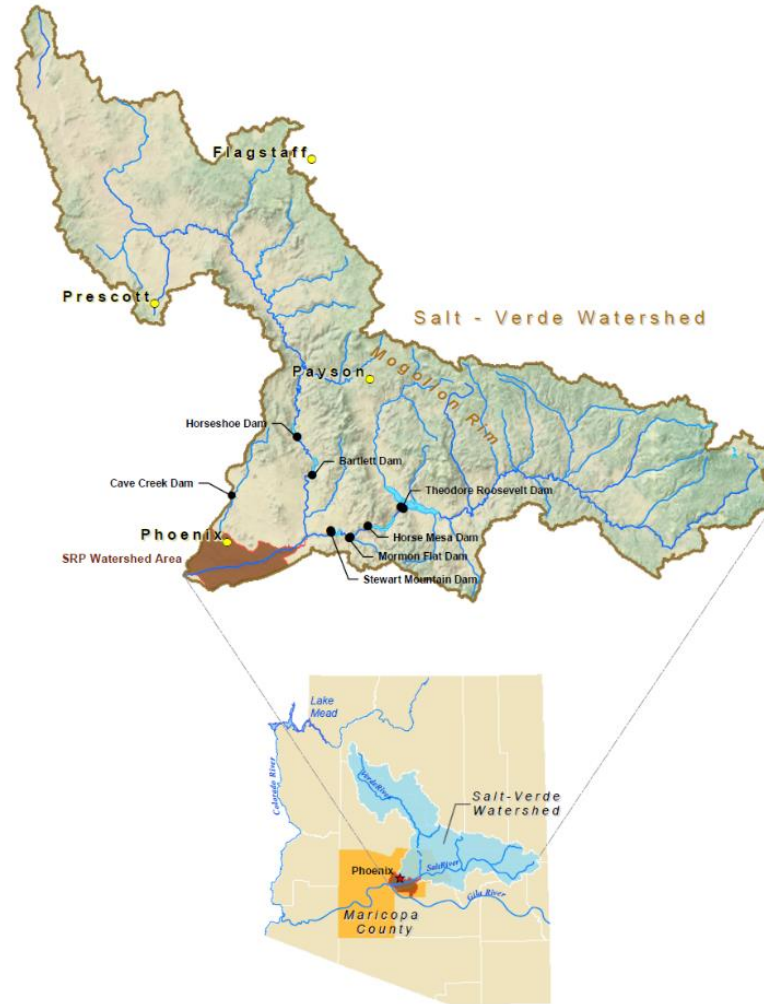 Flagstaff
Prescott
Salt - Verde Watershed
Mogollon Rim
Payson
Horseshoe Dam
Bartlett Dam
Cave Creek Dam
Theodore Roosevelt Dam
Phoenix
Horse Mesa Dam
SRP Watershed Area
Mormon Flat Dam
Stewart Mountain Dam
Lake
Mead
Colorado River
Verde River
Salt-Verde
Watershed
Phoenix
Salt River
Gila River
Maricopa
County